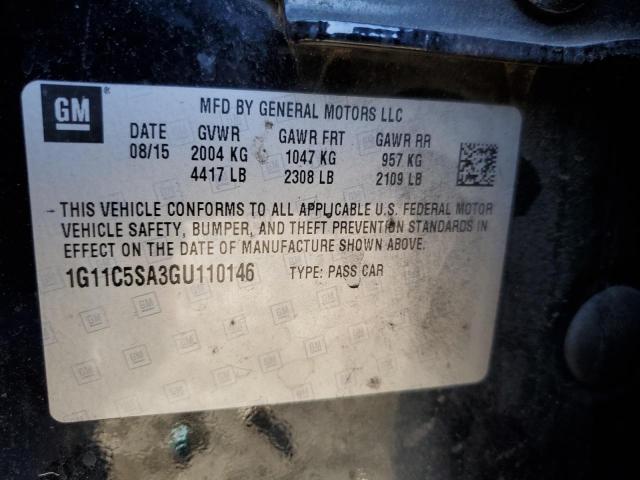 GM ®
MFD BY GENERAL MOTORS LLC
DATE GVWR GAWR FRT GAWR RR
08/15 2004 KG 1047 KG 957 KG
4417 LB 2308 LB 2109 LB
THIS VEHICLE CONFORMS TO ALL APPLICABLE U.S. FEDERAL MOTOR
VEHICLE SAFETY, BUMPER, AND THEFT PREVENTION STANDARDS IN
EFFECT ON THE DATE OF MANUFACTURE SHOWN ABOVE.
1G11C5SA3GU110146 TYPE: PASS CAR